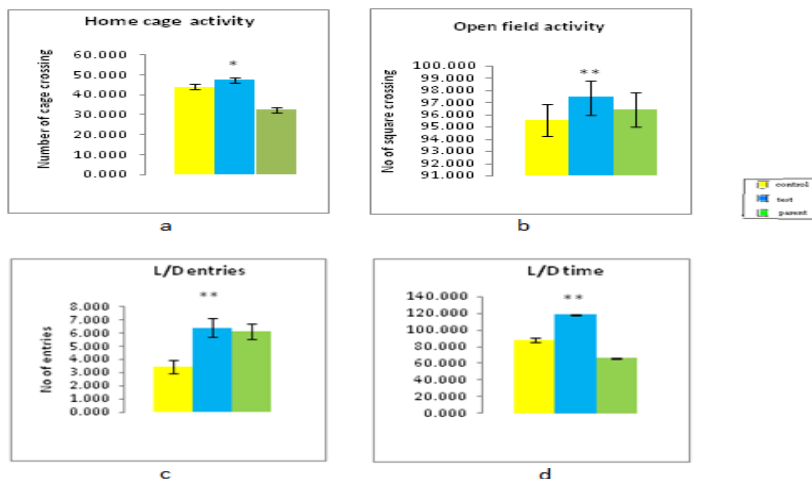 Home cage activity
Number of cage crossing
60.000
50.000
40.000
30.000
20.000
10.000
0.000
*
a
Open field activity
No of square crossing
100.000
99.000
98.000
97.000
96.000
95.000
94.000
93.000
92.000
91.000
**
b
control
test
parent
L/D entries
No of entries
8.000
7.000
6.000
5.000
4.000
3.000
2.000
1.000
0.000
**
c
L/D time
140.000
120.000
100.000
80.000
60.000
40.000
20.000
0.000
**
d